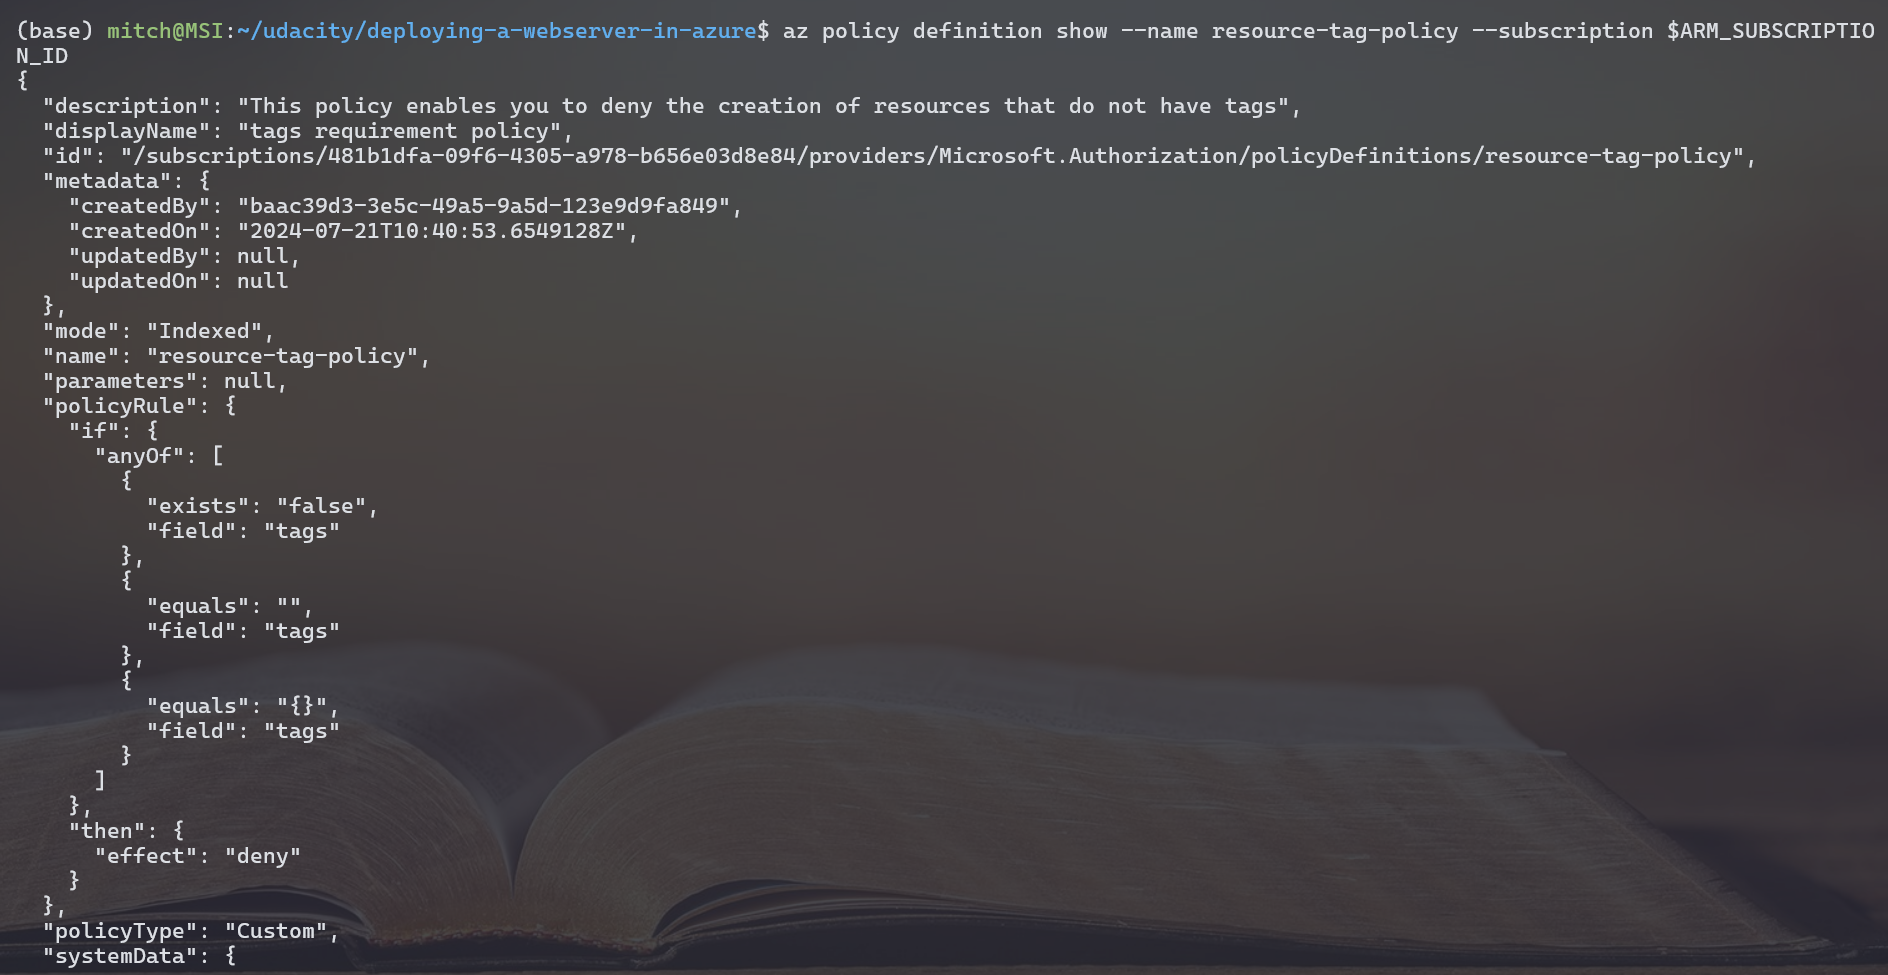 (base) mitch@MSI:~/udacity/deploying-a-webserver-in-azure$ az policy definition show --name resource-tag-policy --subscription $ARM_SUBSCRIPTIO
N_ID
{
  "description": "This policy enables you to deny the creation of resources that do not have tags",
  "displayName": "tags requirement policy",
  "id": "/subscriptions/481b1dfa-09f6-4305-a978-b656e03d8e84/providers/Microsoft.Authorization/policyDefinitions/resource-tag-policy",
  "metadata": {
    "createdBy": "baac39d3-3e5c-49a5-9a5d-123e9d9fa849",
    "createdOn": "2024-07-21T10:40:53.6549128Z",
    "updatedBy": null,
    "updatedOn": null
  },
  "mode": "Indexed",
  "name": "resource-tag-policy",
  "parameters": null,
  "policyRule": {
    "if": {
      "anyOf": [
        {
          "exists": "false",
          "field": "tags"
        },
        {
          "equals": "",
          "field": "tags"
        },
        {
          "equals": "{}",
          "field": "tags"
        }
      ]
    },
    "then": {
      "effect": "deny"
    }
  },
  "policyType": "Custom",
  "systemData": {